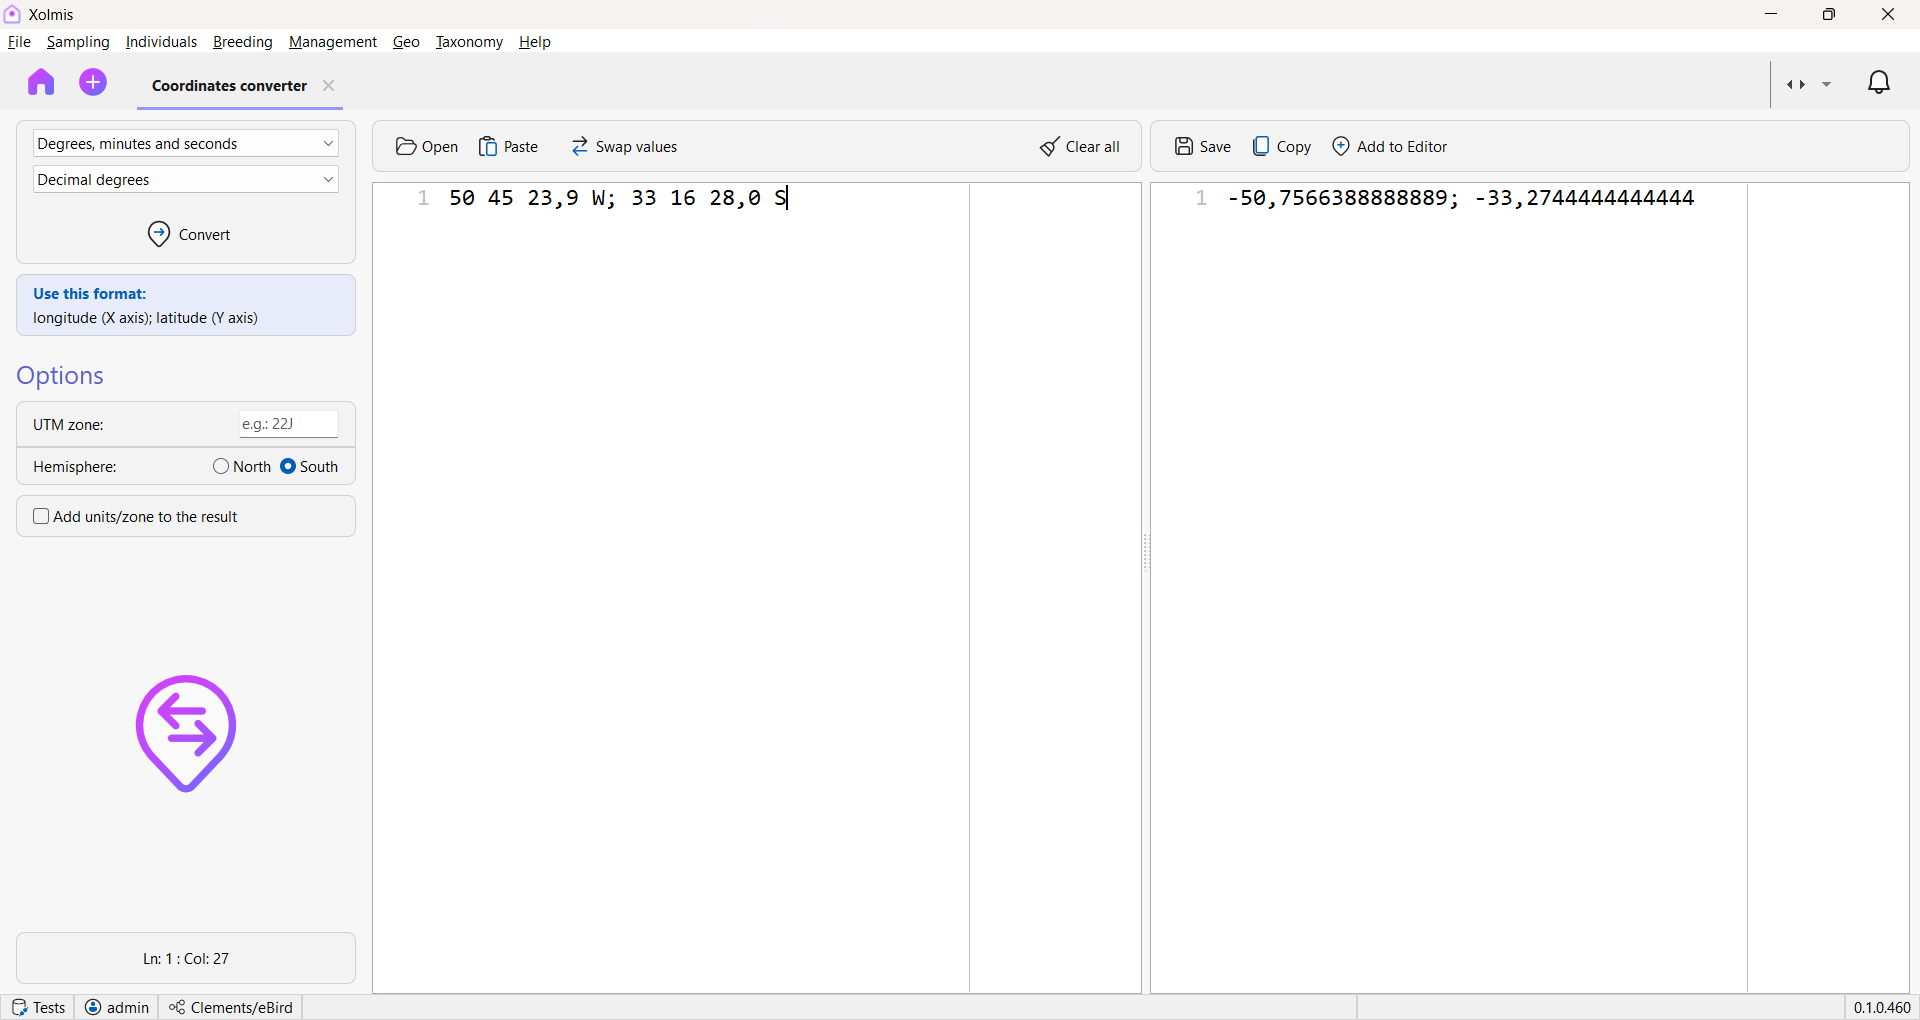 Xolmis
File Sampling Individuals Breeding Management Geo Taxonomy Help
Coordinates converter
Degrees, minutes and seconds
Decimal degrees
Convert
Use this format:
longitude (X axis); latitude (Y axis)
Options
UTM zone: e.g.: 22J
Hemisphere: North South
Add units/zone to the result
Ln: 1 : Col: 27
Open Paste Swap values Clear all
1 50 45 23,9 W; 33 16 28,0 S
Save Copy Add to Editor
1 -50,7566388888889; -33,2744444444444
Tests admin Clements/eBird 0.1.0.460